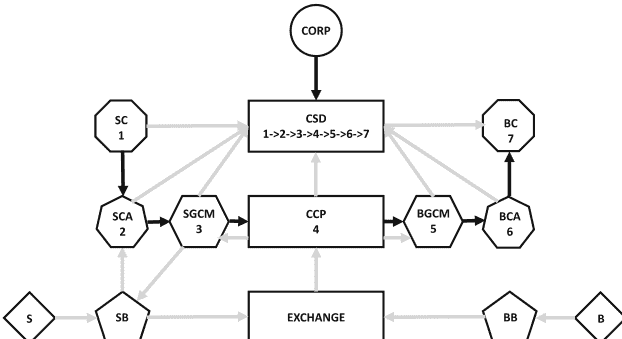 CORP
CSD
1->2->3->4->5->6->7
SC
1
BC
7
SCA
2
SGCM
3
CCP
4
BGCM
5
BCA
6
S
SB
EXCHANGE
BB
B